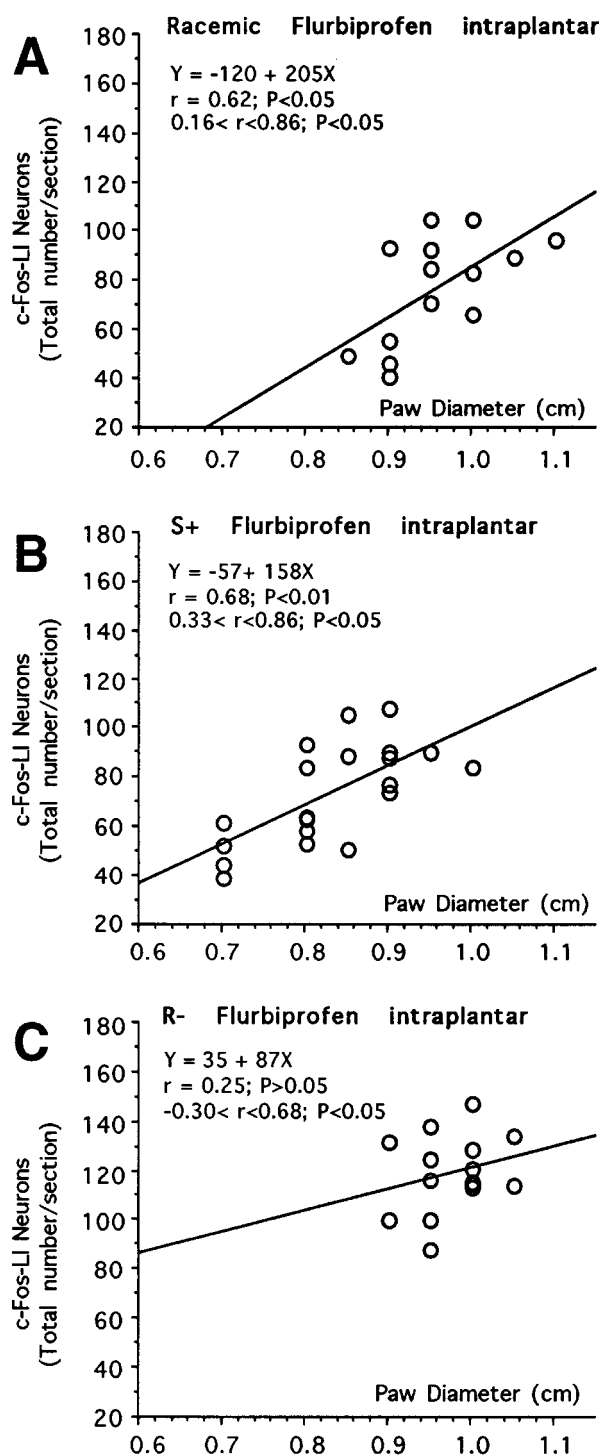 A
Racemic Flurbiprofen intraplantar
Y = -120 + 205X
r = 0.62; P<0.05
0.16< r<0.86; P<0.05
c-Fos-LI Neurons
(Total number/section)
180
160
140
120
100
80
60
40
20
Paw Diameter (cm)
0.6 0.7 0.8 0.9 1.0 1.1
B
S+ Flurbiprofen intraplantar
Y = -57+ 158X
r = 0.68; P<0.01
0.33< r<0.86; P<0.05
c-Fos-LI Neurons
(Total number/section)
180
160
140
120
100
80
60
40
20
Paw Diameter (cm)
0.6 0.7 0.8 0.9 1.0 1.1
C
R- Flurbiprofen intraplantar
Y = 35 + 87X
r = 0.25; P>0.05
-0.30< r<0.68; P<0.05
c-Fos-LI Neurons
(Total number/section)
180
160
140
120
100
80
60
40
20
Paw Diameter (cm)
0.6 0.7 0.8 0.9 1.0 1.1